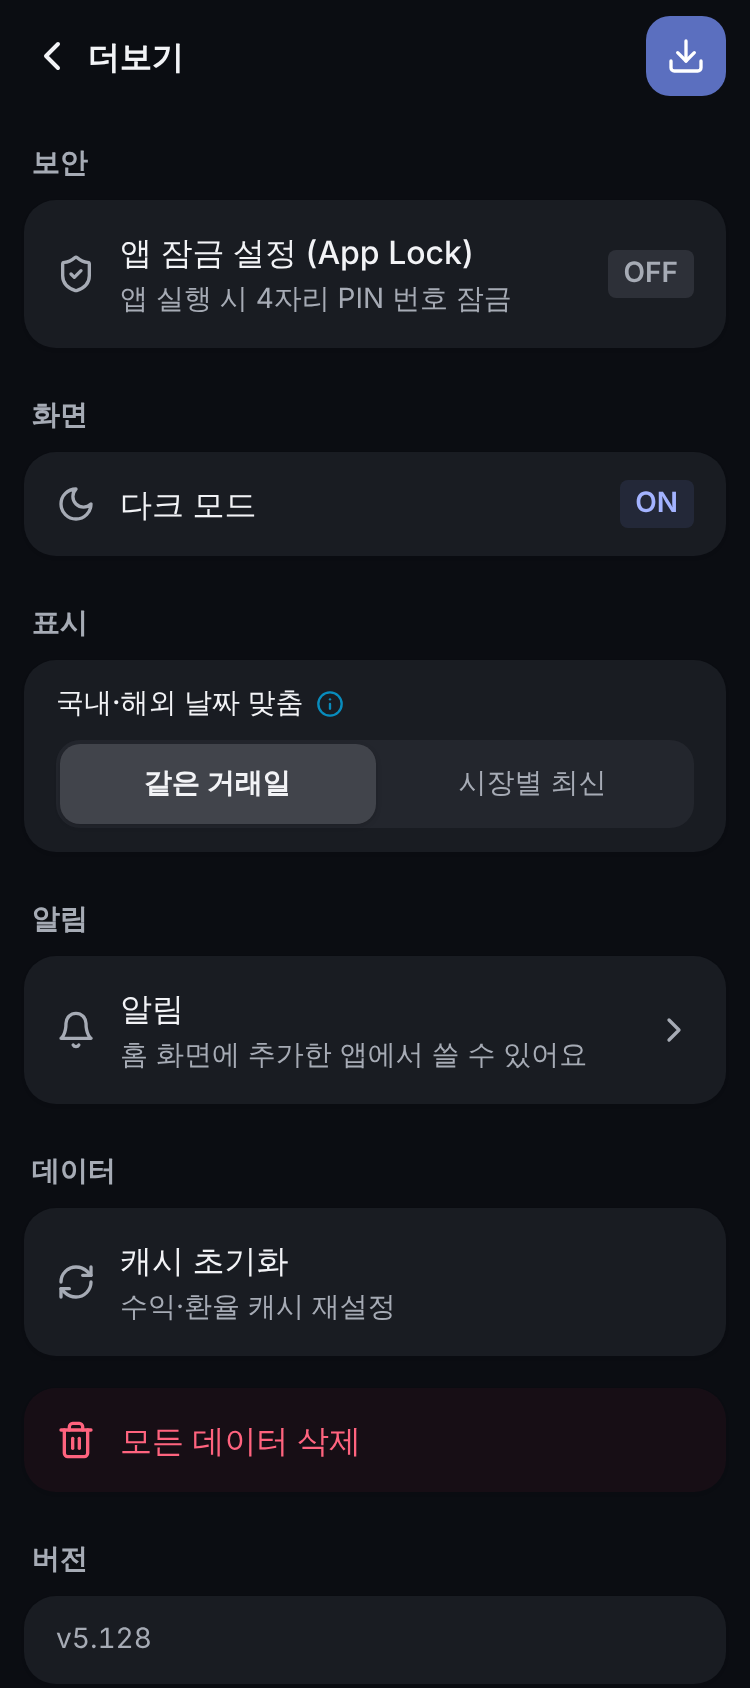 더보기
보안
앱 잠금 설정 (App Lock)
앱 실행 시 4자리 PIN 번호 잠금
OFF
화면
다크 모드
ON
표시
국내·해외 날짜 맞춤
같은 거래일
시장별 최신
알림
알림
홈 화면에 추가한 앱에서 쓸 수 있어요
데이터
캐시 초기화
수익·환율 캐시 재설정
모든 데이터 삭제
버전
v5.128